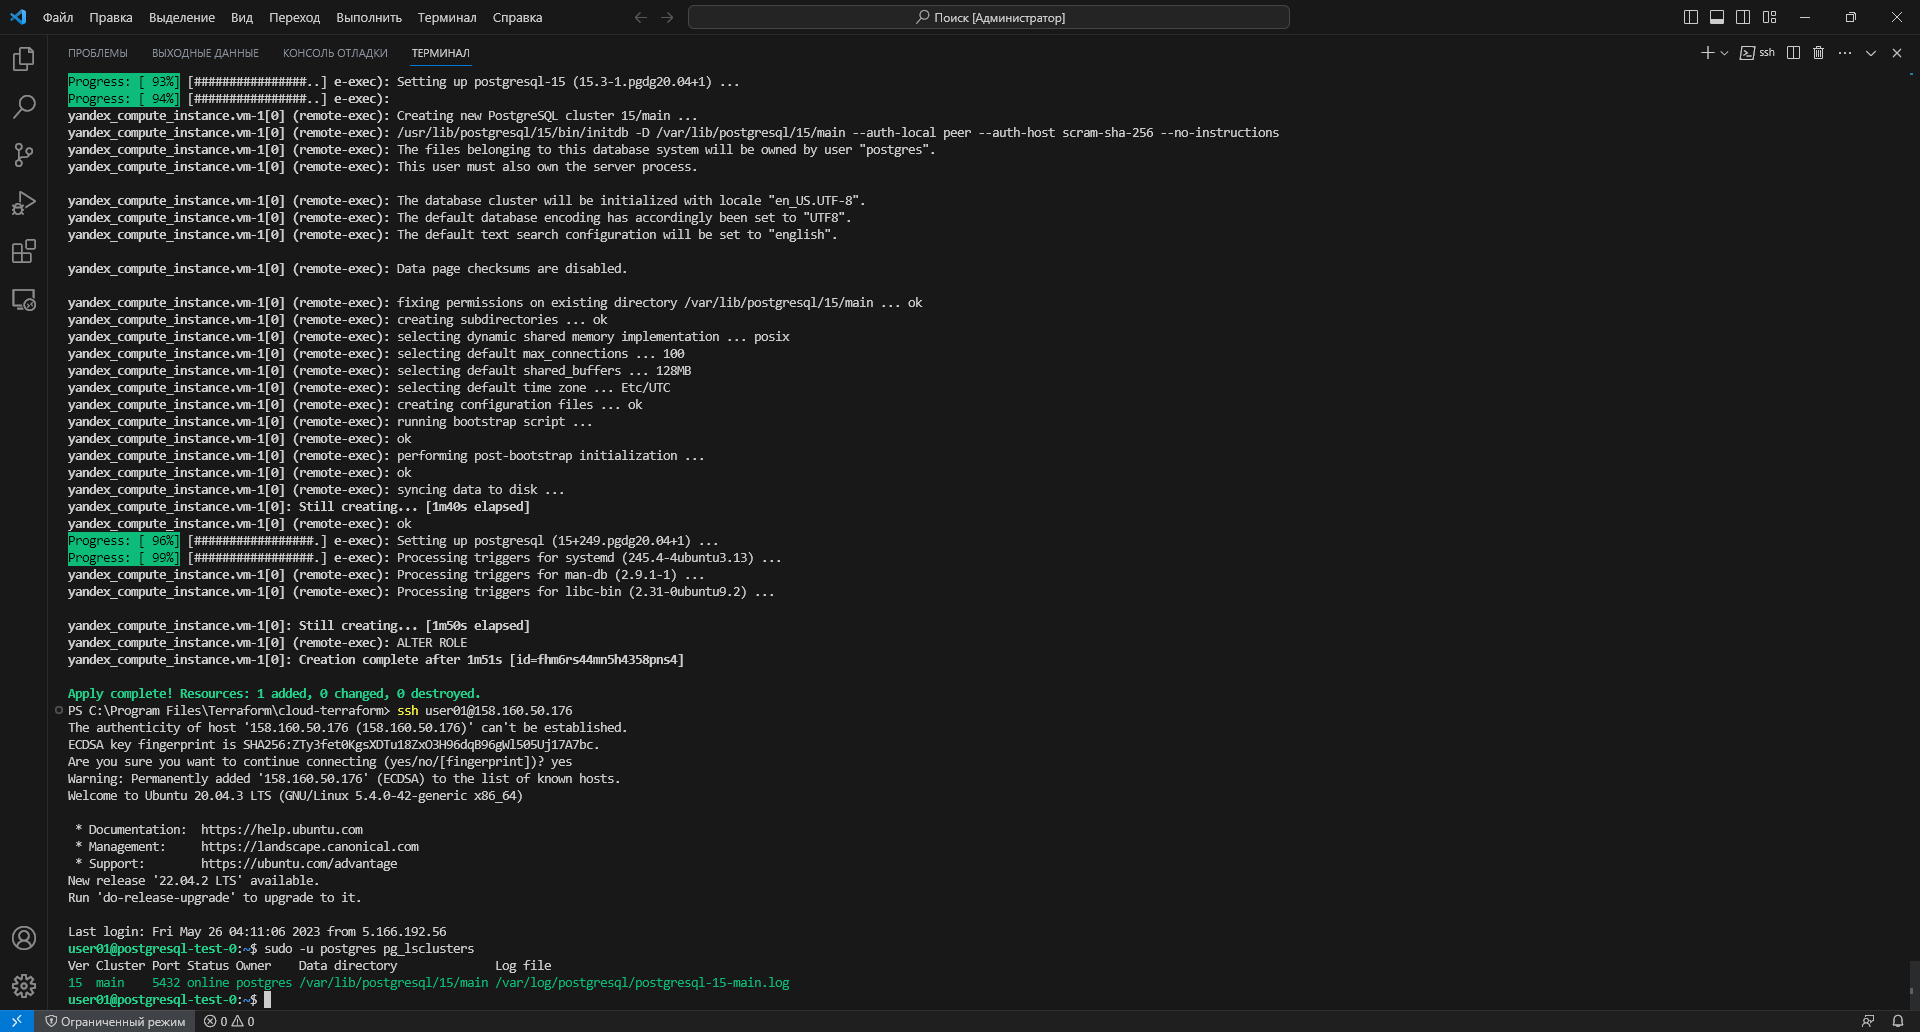 Файл Правка Выделение Вид Переход Выполнить Терминал Справка
Поиск [Администратор]
ПРОБЛЕМЫ ВЫХОДНЫЕ ДАННЫЕ КОНСОЛЬ ОТЛАДКИ ТЕРМИНАЛ
ssh
Progress: [ 93%] [################..] e-exec): Setting up postgresql-15 (15.3-1.pgdg20.04+1) ...
Progress: [ 94%] [################..] e-exec):
yandex_compute_instance.vm-1[0] (remote-exec): Creating new PostgreSQL cluster 15/main ...
yandex_compute_instance.vm-1[0] (remote-exec): /usr/lib/postgresql/15/bin/initdb -D /var/lib/postgresql/15/main --auth-local peer --auth-host scram-sha-256 --no-instructions
yandex_compute_instance.vm-1[0] (remote-exec): The files belonging to this database system will be owned by user "postgres".
yandex_compute_instance.vm-1[0] (remote-exec): This user must also own the server process.
yandex_compute_instance.vm-1[0] (remote-exec): The database cluster will be initialized with locale "en_US.UTF-8".
yandex_compute_instance.vm-1[0] (remote-exec): The default database encoding has accordingly been set to "UTF8".
yandex_compute_instance.vm-1[0] (remote-exec): The default text search configuration will be set to "english".
yandex_compute_instance.vm-1[0] (remote-exec): Data page checksums are disabled.
yandex_compute_instance.vm-1[0] (remote-exec): fixing permissions on existing directory /var/lib/postgresql/15/main ... ok
yandex_compute_instance.vm-1[0] (remote-exec): creating subdirectories ... ok
yandex_compute_instance.vm-1[0] (remote-exec): selecting dynamic shared memory implementation ... posix
yandex_compute_instance.vm-1[0] (remote-exec): selecting default max_connections ... 100
yandex_compute_instance.vm-1[0] (remote-exec): selecting default shared_buffers ... 128MB
yandex_compute_instance.vm-1[0] (remote-exec): selecting default time zone ... Etc/UTC
yandex_compute_instance.vm-1[0] (remote-exec): creating configuration files ... ok
yandex_compute_instance.vm-1[0] (remote-exec): running bootstrap script ...
yandex_compute_instance.vm-1[0] (remote-exec): ok
yandex_compute_instance.vm-1[0] (remote-exec): performing post-bootstrap initialization ...
yandex_compute_instance.vm-1[0] (remote-exec): ok
yandex_compute_instance.vm-1[0] (remote-exec): syncing data to disk ...
yandex_compute_instance.vm-1[0]: Still creating... [1m40s elapsed]
yandex_compute_instance.vm-1[0] (remote-exec): ok
Progress: [ 96%] [#################.] e-exec): Setting up postgresql (15+249.pgdg20.04+1) ...
Progress: [ 99%] [#################.] e-exec): Processing triggers for systemd (245.4-4ubuntu3.13) ...
yandex_compute_instance.vm-1[0] (remote-exec): Processing triggers for man-db (2.9.1-1) ...
yandex_compute_instance.vm-1[0] (remote-exec): Processing triggers for libc-bin (2.31-0ubuntu9.2) ...
yandex_compute_instance.vm-1[0]: Still creating... [1m50s elapsed]
yandex_compute_instance.vm-1[0] (remote-exec): ALTER ROLE
yandex_compute_instance.vm-1[0]: Creation complete after 1m51s [id=fhm6rs44mn5h4358pns4]
Apply complete! Resources: 1 added, 0 changed, 0 destroyed.
PS C:\Program Files\Terraform\cloud-terraform> ssh user01@158.160.50.176
The authenticity of host '158.160.50.176 (158.160.50.176)' can't be established.
ECDSA key fingerprint is SHA256:ZTy3fet0KgsXDTu18ZxO3H96dqB96gWl505Uj17A7bc.
Are you sure you want to continue connecting (yes/no/[fingerprint])? yes
Warning: Permanently added '158.160.50.176' (ECDSA) to the list of known hosts.
Welcome to Ubuntu 20.04.3 LTS (GNU/Linux 5.4.0-42-generic x86_64)
* Documentation:  https://help.ubuntu.com
* Management:     https://landscape.canonical.com
* Support:        https://ubuntu.com/advantage
New release '22.04.2 LTS' available.
Run 'do-release-upgrade' to upgrade to it.
Last login: Fri May 26 04:11:06 2023 from 5.166.192.56
user01@postgresql-test-0:~$ sudo -u postgres pg_lsclusters
Ver Cluster Port Status Owner    Data directory              Log file
15  main    5432 online postgres /var/lib/postgresql/15/main /var/log/postgresql/postgresql-15-main.log
user01@postgresql-test-0:~$
Ограниченный режим 0 0